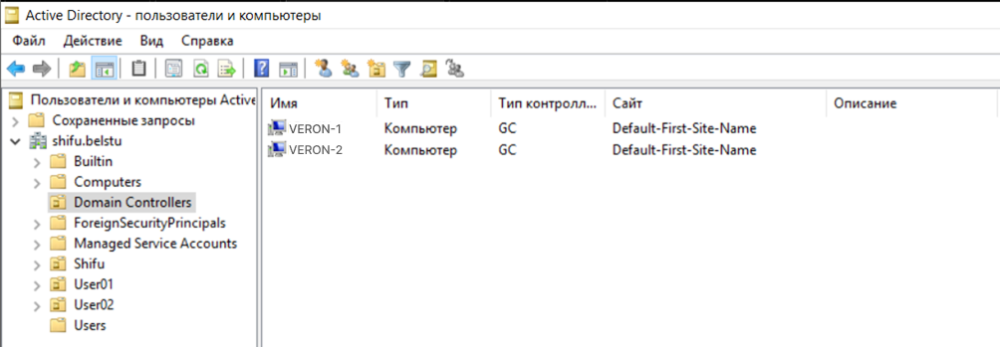 Active Directory - пользователи и компьютеры
Файл Действие Вид Справка
Пользователи и компьютеры Active
Сохраненные запросы
shifu.belstu
Builtin
Computers
Domain Controllers
ForeignSecurityPrincipals
Managed Service Accounts
Shifu
User01
User02
Users
Имя Тип Тип контролл... Сайт Описание
VERON-1 Компьютер GC Default-First-Site-Name
VERON-2 Компьютер GC Default-First-Site-Name